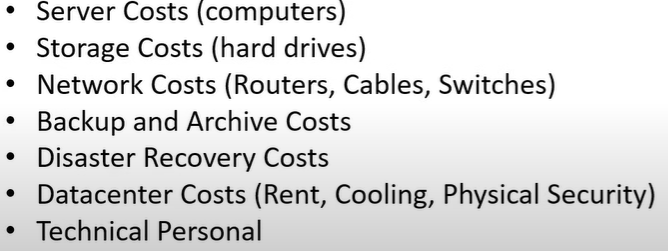 • Server Costs (computers)
• Storage Costs (hard drives)
• Network Costs (Routers, Cables, Switches)
• Backup and Archive Costs
• Disaster Recovery Costs
• Datacenter Costs (Rent, Cooling, Physical Security)
• Technical Personal